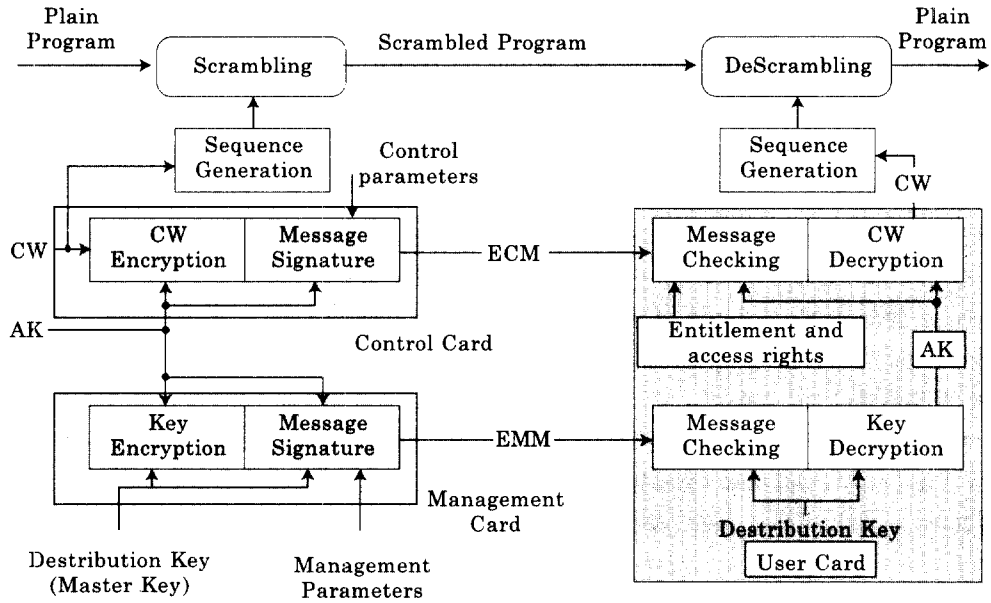 Plain
Program
Scrambling
Scrambled Program
DeScrambling
Plain
Program
Sequence
Generation
Control
parameters
Sequence
Generation
CW
CW
CW
Encryption
Message
Signature
ECM
Message
Checking
CW
Decryption
AK
Control Card
Entitlement and
access rights
AK
Key
Encryption
Message
Signature
EMM
Message
Checking
Key
Decryption
Management
Card
Destribution Key
(Master Key)
Management
Parameters
Destribution Key
User Card